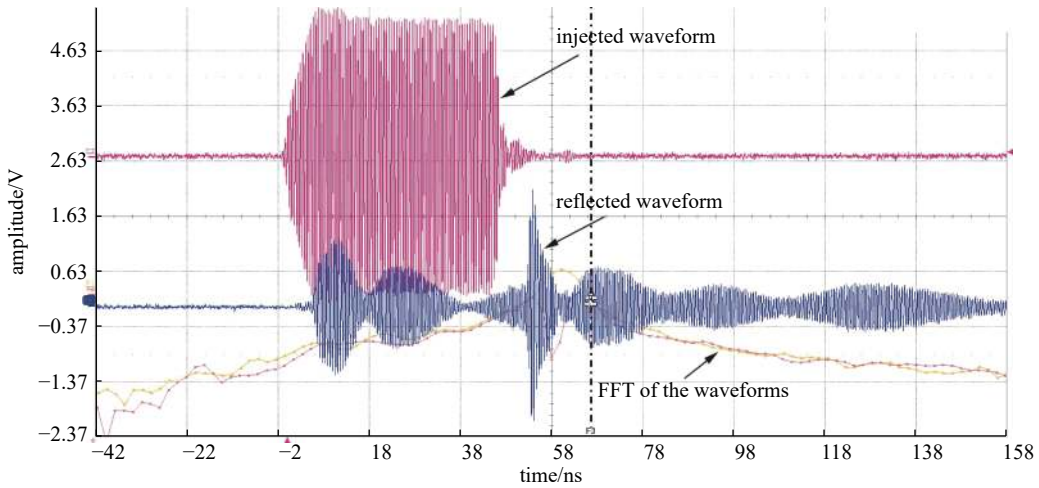 4.63
injected waveform
3.63
2.63
reflected waveform
1.63
amplitude/V
0.63
−0.37
−1.37
FFT of the waveforms
−2.37
−42 −22 −2 18 38 58 78 98 118 138 158
time/ns